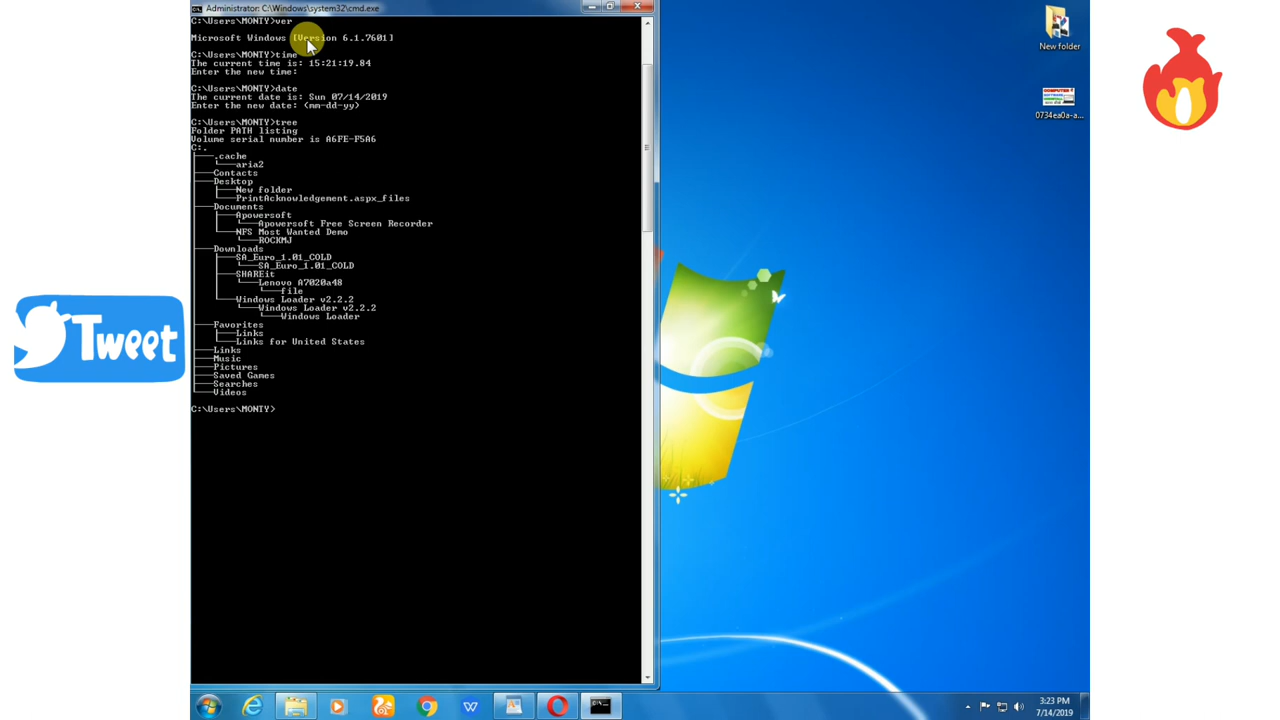 Administrator: C:\Windows\system32\cmd.exe
C:\Users\MONTY>ver
Microsoft Windows [Version 6.1.7601]
C:\Users\MONTY>time
The current time is: 15:21:19.84
Enter the new time:
C:\Users\MONTY>date
The current date is: Sun 07/14/2019
Enter the new date: (mm-dd-yy)
C:\Users\MONTY>tree
Folder PATH listing
Volume serial number is A6FE-F5A6
C:.
.cache
aria2
Contacts
Desktop
New folder
PrintAcknowledgement.aspx_files
Documents
Apowersoft
Apowersoft Free Screen Recorder
NFS Most Wanted Demo
ROCKMJ
Downloads
SA_Euro_1.01_COLD
SA_Euro_1.01_COLD
SHAREit
Lenovo A7020a48
file
Windows Loader v2.2.2
Windows Loader v2.2.2
Windows Loader
Favorites
Links
Links for United States
Links
Music
Pictures
Saved Games
Searches
Videos
C:\Users\MONTY>
New folder
COMPUTER
0734ea0a-a...
Tweet
3:23 PM
7/14/2019